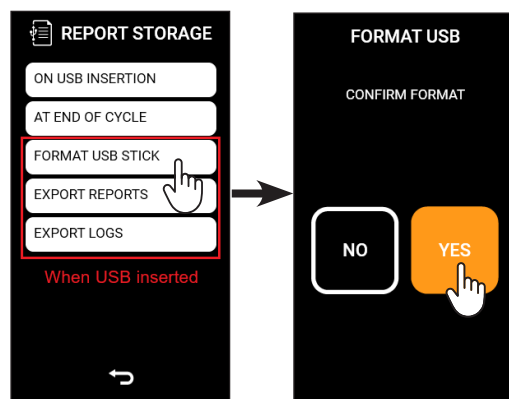 REPORT STORAGE
ON USB INSERTION
AT END OF CYCLE
FORMAT USB STICK
EXPORT REPORTS
EXPORT LOGS
When USB inserted
FORMAT USB
CONFIRM FORMAT
NO
YES